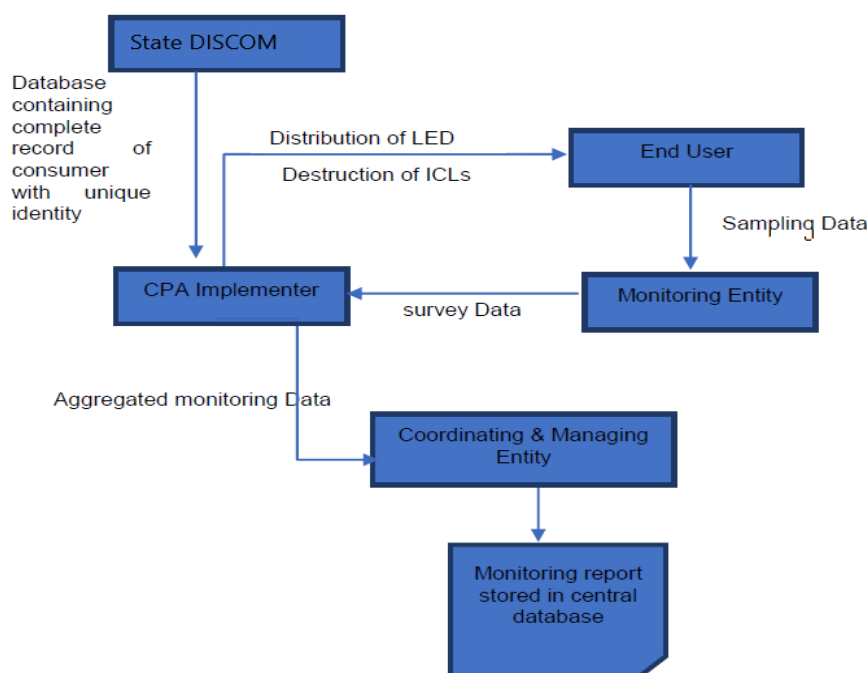 State DISCOM
Database
containing
complete
record of
consumer
with unique
identity
Distribution of LED
Destruction of ICLs
End User
Sampling Data
CPA Implementer
Monitoring Entity
survey Data
Aggregated monitoring Data
Coordinating & Managing
Entity
Monitoring report
stored in central
database